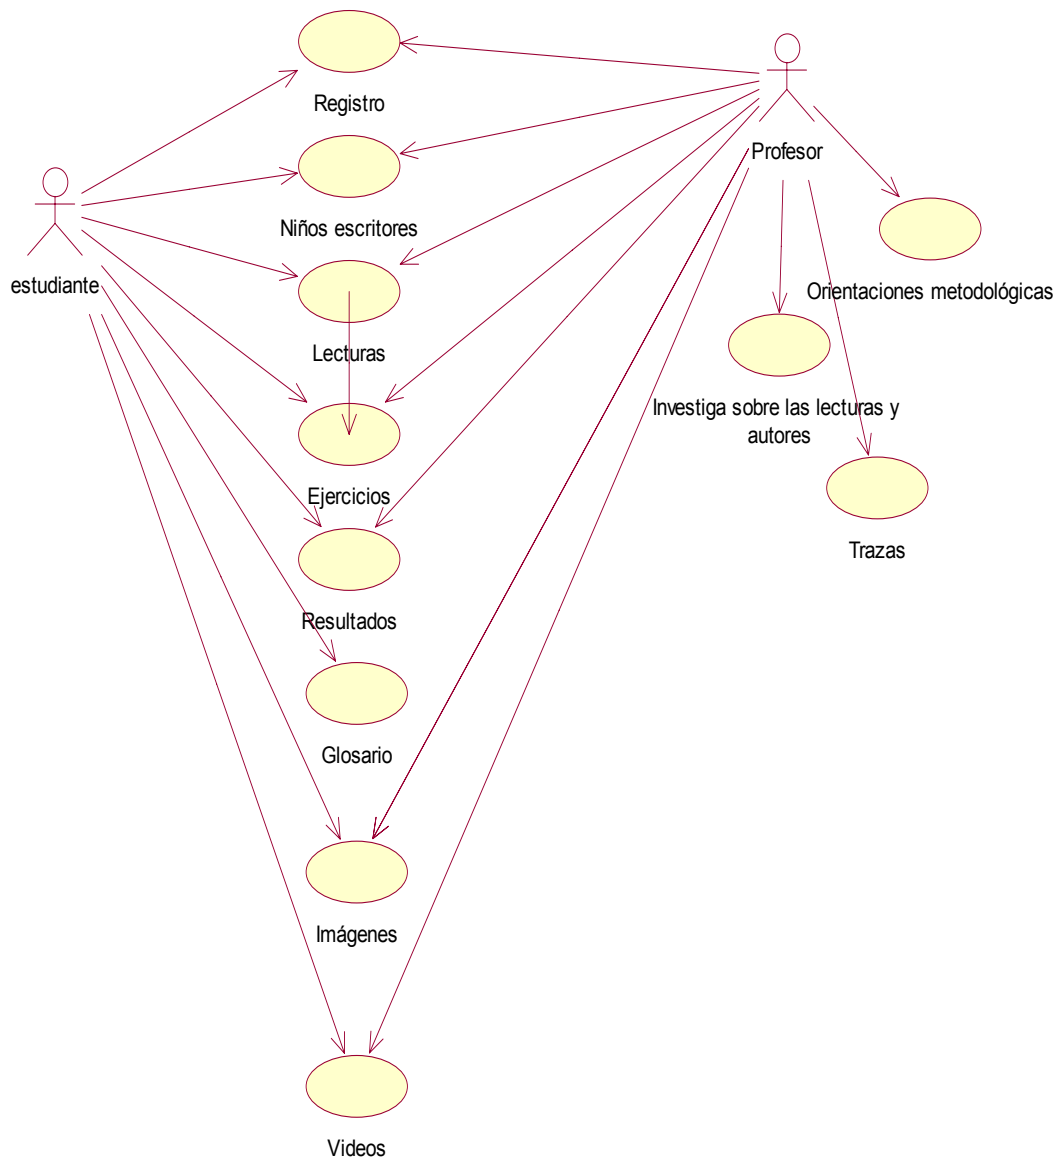 Registro
Profesor
Niños escritores
estudiante
Orientaciones metodológicas
Lecturas
Investiga sobre las lecturas y
autores
Ejercicios
Trazas
Resultados
Glosario
Imágenes
Videos